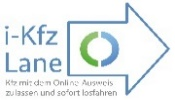 i-Kfz
Lane
Kfz mit dem Online-Ausweis
zulassen und sofort losfahren